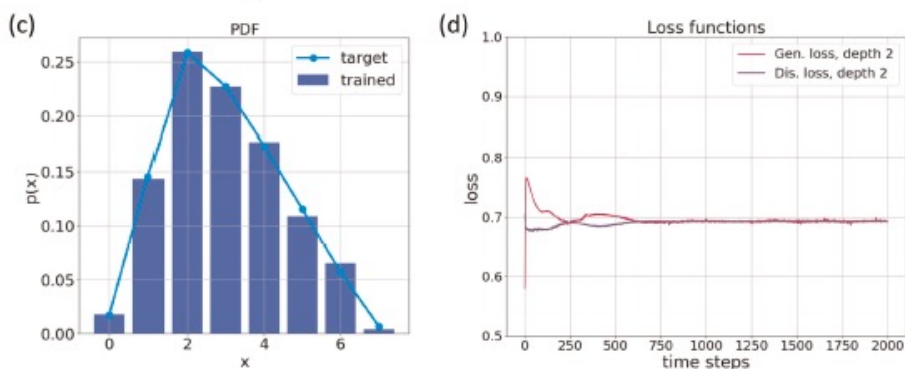 (c)
PDF
target
trained
0.25
0.20
0.15
0.10
0.05
0.00
p(x)
0 2 4 6
x
(d)
Loss functions
Gen. loss, depth 2
Dis. loss, depth 2
1.0
0.9
0.8
0.7
0.6
0.5
loss
0 250 500 750 1000 1250 1500 1750 2000
time steps